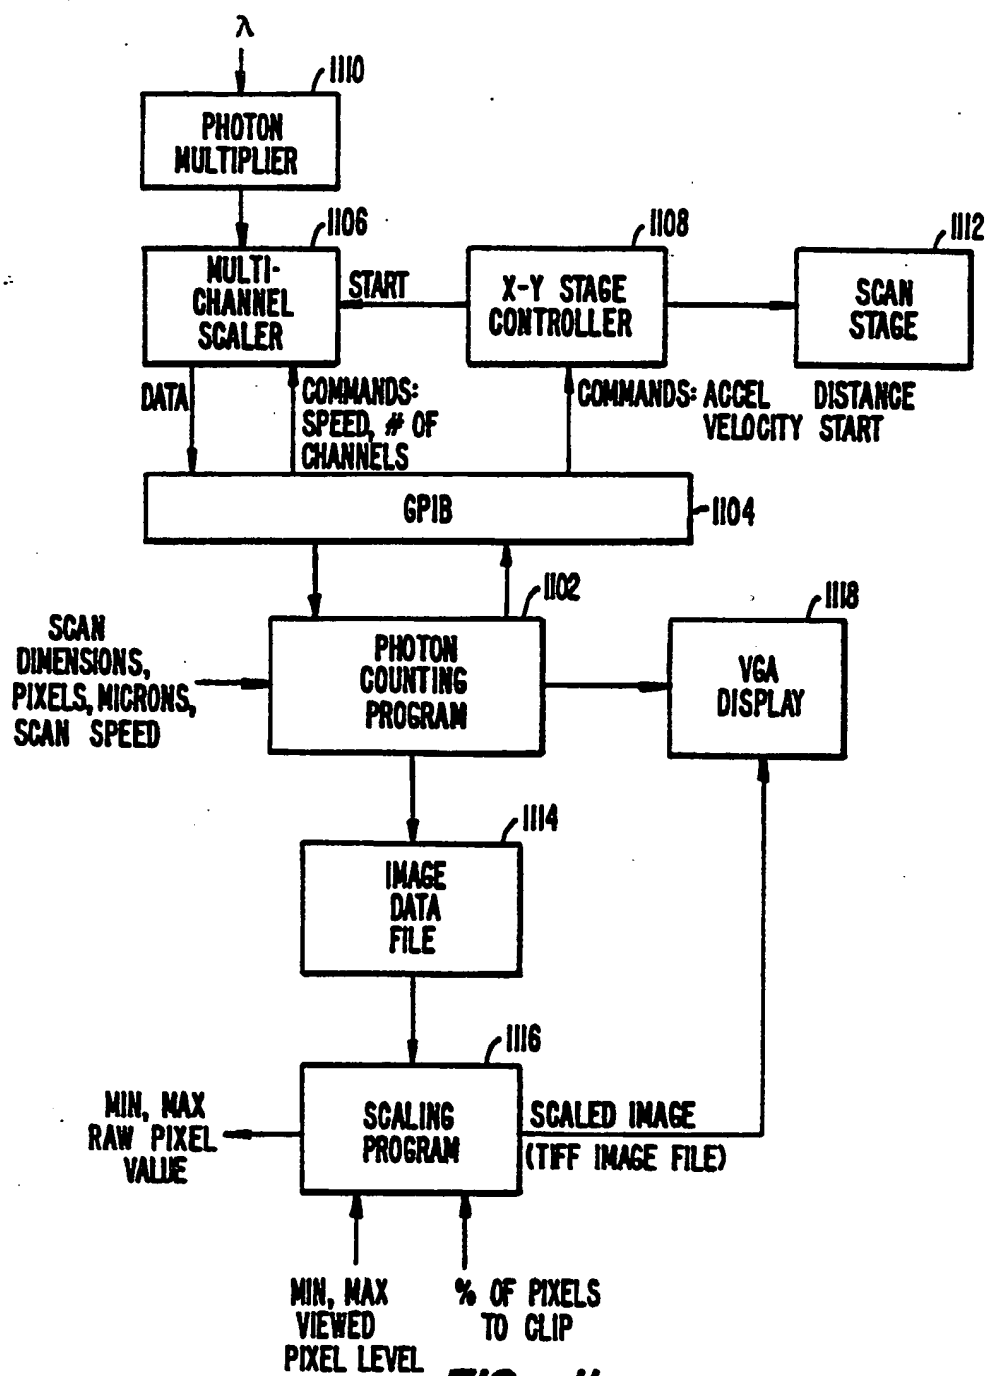 λ
1110
PHOTON
MULTIPLIER
1106
MULTI-
CHANNEL
SCALER
START
1108
X-Y STAGE
CONTROLLER
1112
SCAN
STAGE
DATA
COMMANDS:
SPEED, # OF
CHANNELS
COMMANDS: ACCEL DISTANCE
VELOCITY START
GPIB
1104
1102
PHOTON
COUNTING
PROGRAM
SCAN
DIMENSIONS,
PIXELS, MICRONS,
SCAN SPEED
1118
VGA
DISPLAY
1114
IMAGE
DATA
FILE
1116
SCALING
PROGRAM
MIN, MAX
RAW PIXEL
VALUE
SCALED IMAGE
(TIFF IMAGE FILE)
MIN, MAX
VIEWED
PIXEL LEVEL
% OF PIXELS
TO CLIP